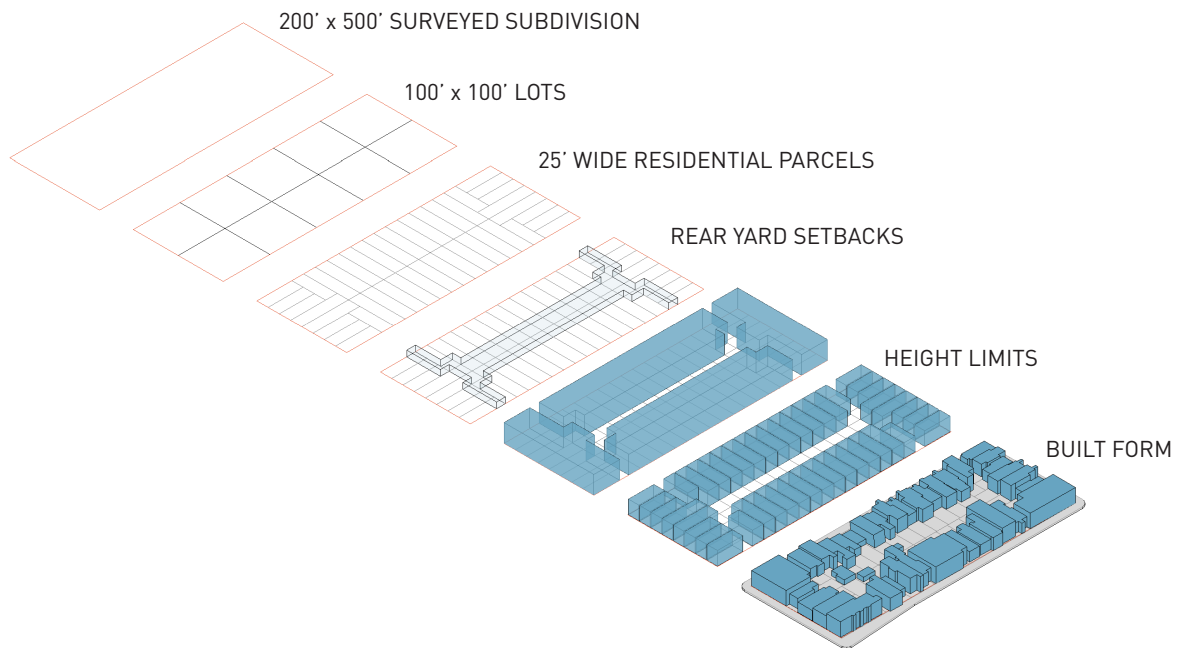 200’ x 500’ SURVEYED SUBDIVISION
100’ x 100’ LOTS
25’ WIDE RESIDENTIAL PARCELS
REAR YARD SETBACKS
HEIGHT LIMITS
BUILT FORM